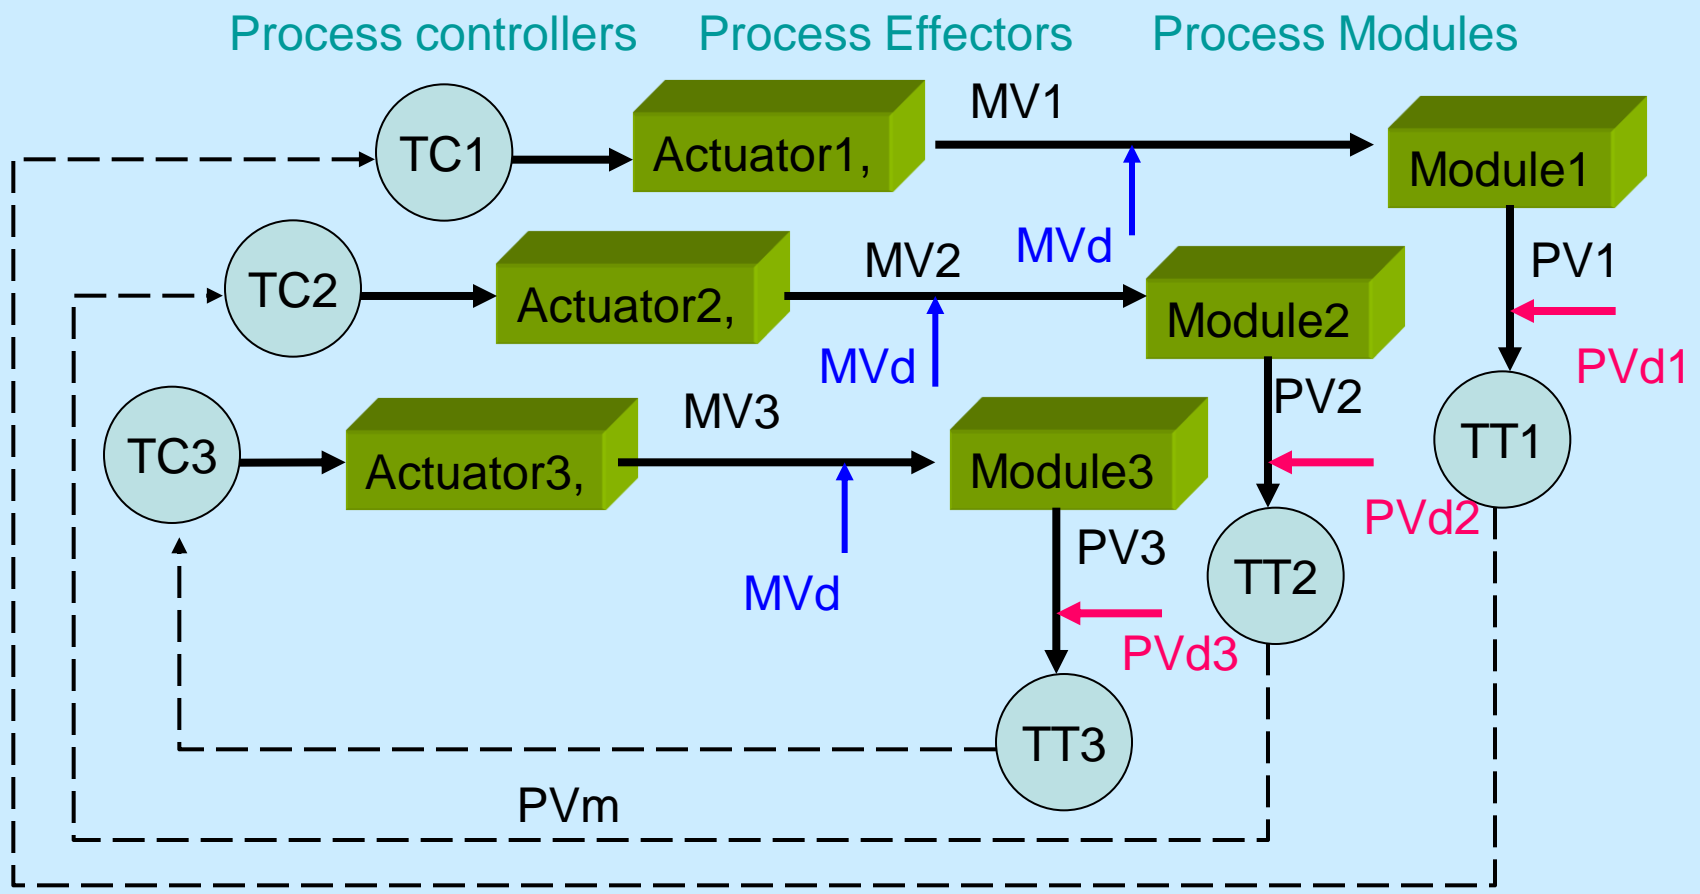 Process controllers Process Effectors Process Modules
MV1
TC1 Actuator1, Module1
MVd
MV2 PV1
TC2 Actuator2, Module2
MVd PVd1
MV3 PV2
TC3 Actuator3, Module3 TT1
PVd2
PV3
MVd TT2
PVd3
TT3
PVm